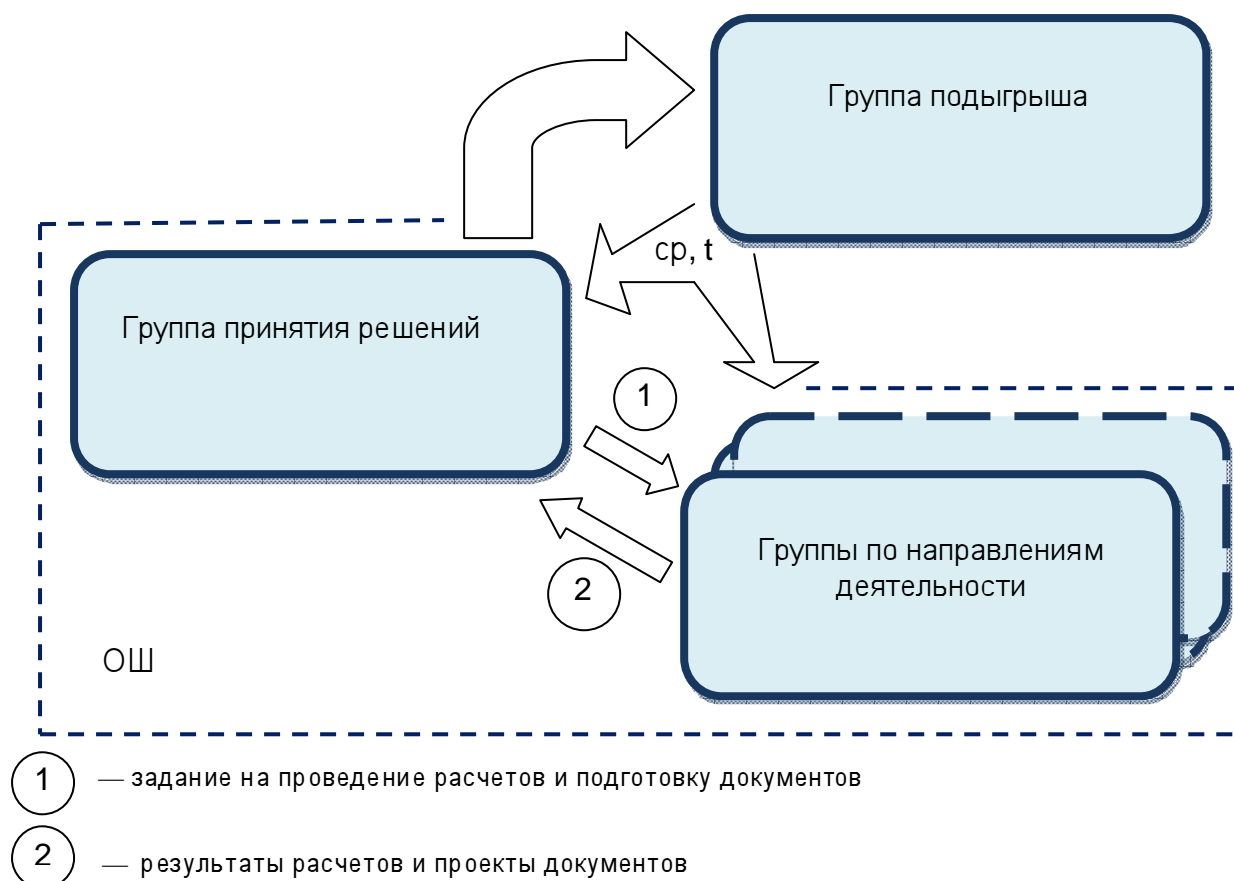 Группа подыгрыша
ср, t
Группа принятия решений
1
Группы по направлениям
деятельности
2
ОШ
1 — задание на проведение расчетов и подготовку документов
2 — результаты расчетов и проекты документов